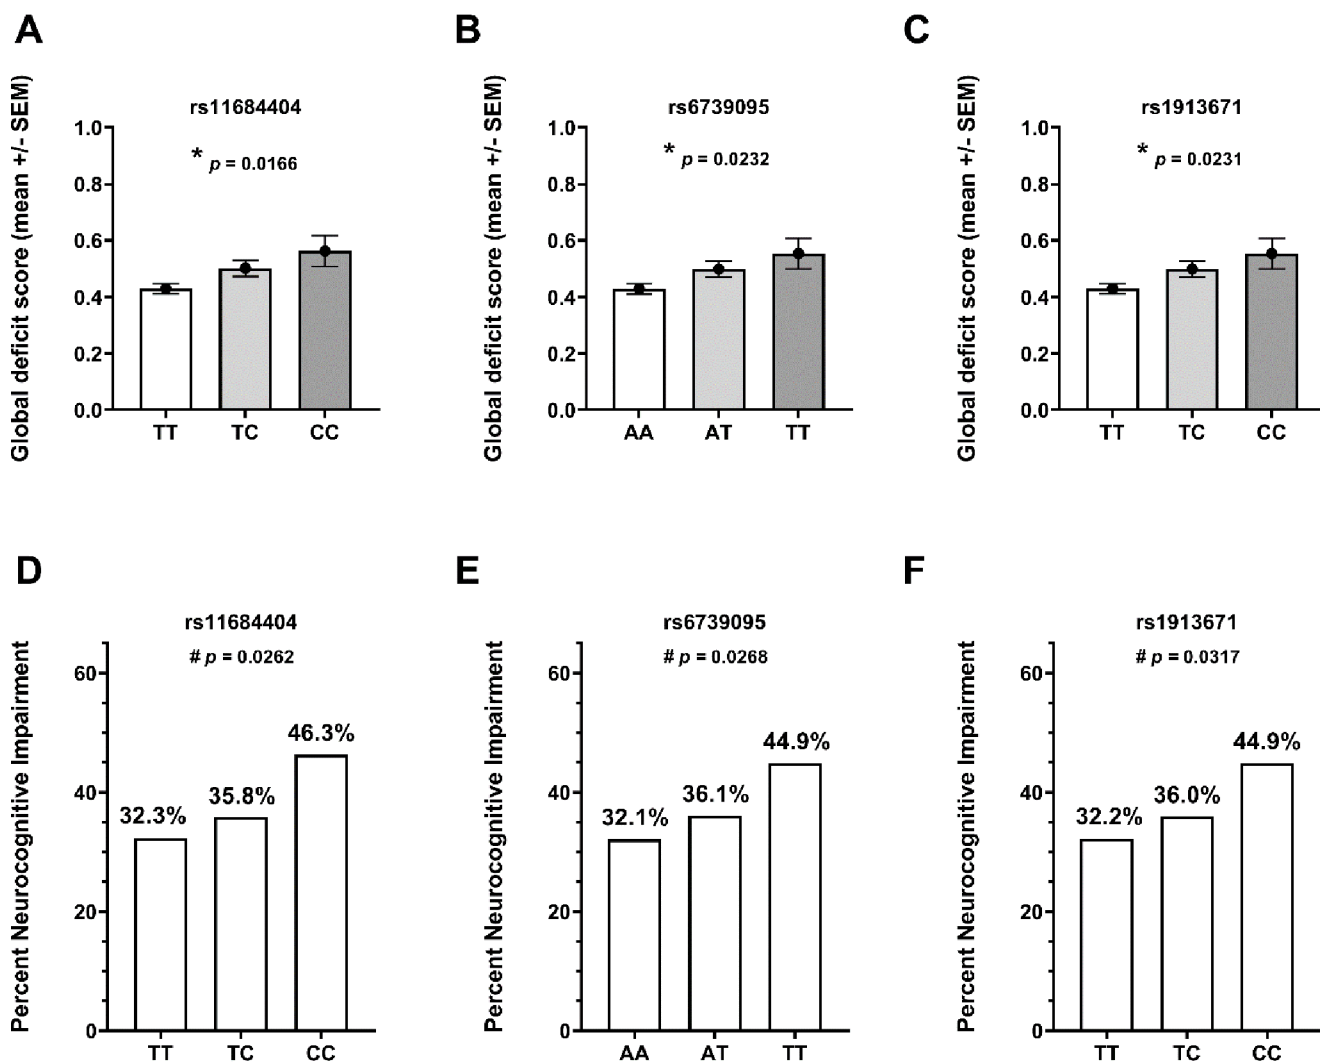 A
B
C
Global deficit score (mean +/- SEM)
rs11684404
* p = 0.0166
1.0
0.8
0.6
0.4
0.2
0.0
TT TC CC
Global deficit score (mean +/- SEM)
rs6739095
* p = 0.0232
1.0
0.8
0.6
0.4
0.2
0.0
AA AT TT
Global deficit score (mean +/- SEM)
rs1913671
* p = 0.0231
1.0
0.8
0.6
0.4
0.2
0.0
TT TC CC
D
E
F
Percent Neurocognitive Impairment
rs11684404
# p = 0.0262
60
40
20
0
32.3%
35.8%
46.3%
TT TC CC
Percent Neurocognitive Impairment
rs6739095
# p = 0.0268
60
40
20
0
32.1%
36.1%
44.9%
AA AT TT
Percent Neurocognitive Impairment
rs1913671
# p = 0.0317
60
40
20
0
32.2%
36.0%
44.9%
TT TC CC